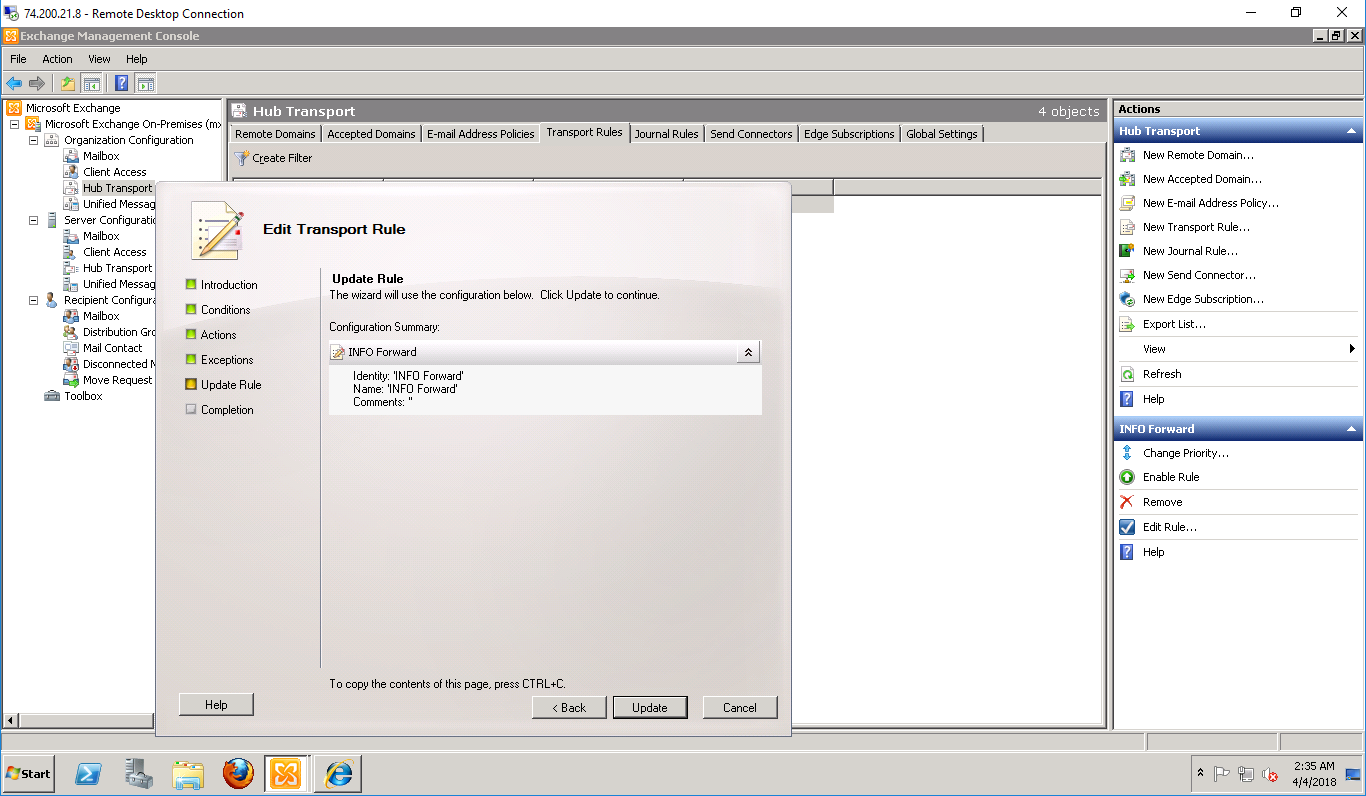 74.200.21.8 - Remote Desktop Connection
Exchange Management Console
File Action View Help
Microsoft Exchange
Microsoft Exchange On-Premises (mx
Organization Configuration
Mailbox
Client Access
Hub Transport
Unified Messag
Server Configuratio
Mailbox
Client Access
Hub Transport
Unified Messag
Recipient Configura
Mailbox
Distribution Gro
Mail Contact
Disconnected M
Move Request
Toolbox
Hub Transport 4 objects
Remote Domains Accepted Domains E-mail Address Policies Transport Rules Journal Rules Send Connectors Edge Subscriptions Global Settings
Create Filter
Edit Transport Rule
Introduction
Conditions
Actions
Exceptions
Update Rule
Completion
Update Rule
The wizard will use the configuration below. Click Update to continue.
Configuration Summary:
INFO Forward
Identity: 'INFO Forward'
Name: 'INFO Forward'
Comments: ''
To copy the contents of this page, press CTRL+C.
Help < Back Update Cancel
Actions
Hub Transport
New Remote Domain...
New Accepted Domain...
New E-mail Address Policy...
New Transport Rule...
New Journal Rule...
New Send Connector...
New Edge Subscription...
Export List...
View
Refresh
Help
INFO Forward
Change Priority...
Enable Rule
Remove
Edit Rule...
Help
Start
2:35 AM
4/4/2018